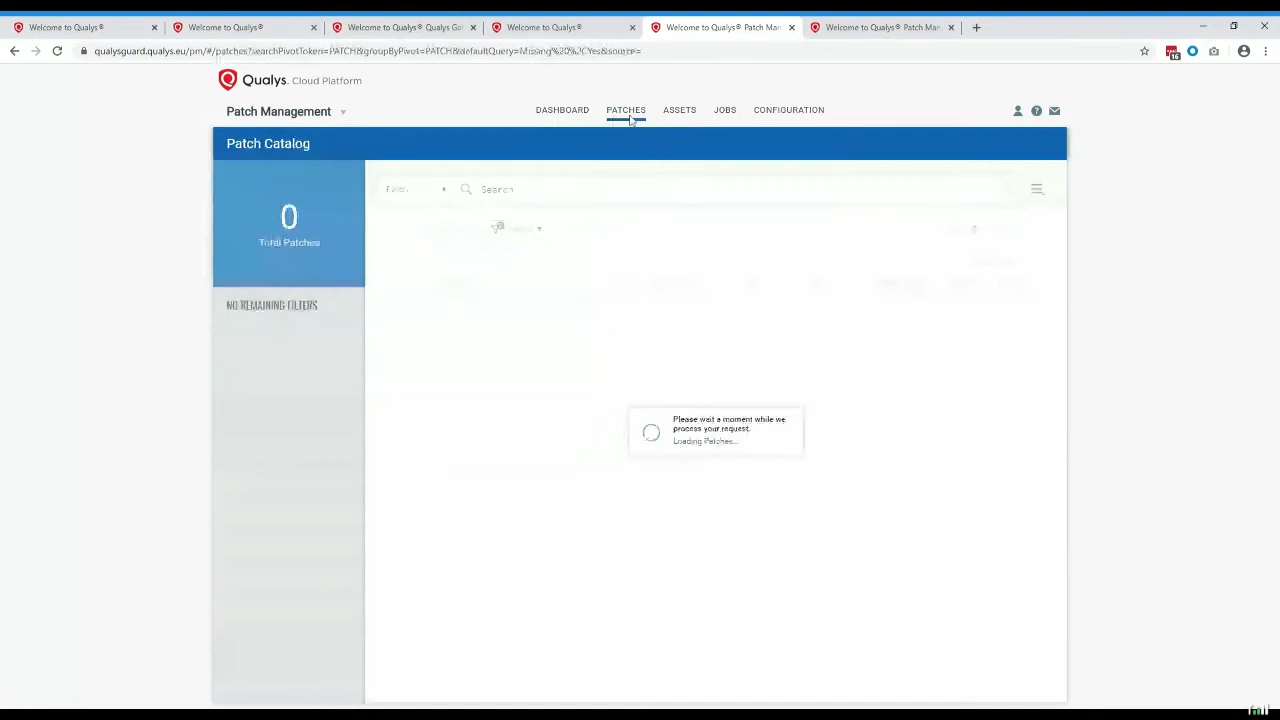 Welcome to Qualys®
Welcome to Qualys®
Welcome to Qualys Gat
Welcome to Qualys®
Welcome to Qualys® Patch Man
Welcome to Qualys® Patch Man
qualysguard.qualys.eu/pm/#/patches?searchPivotToken=PATCH&groupByPivot=PATCH&defaultQuery=Missing%20%2CYes&source=
Qualys. Cloud Platform
Patch Management
DASHBOARD
PATCHES
ASSETS
JOBS
CONFIGURATION
Patch Catalog
0
Total Patches
Search
NO REMAINING FILTERS
Please wait a moment while we
process your request.
Loading Patches...